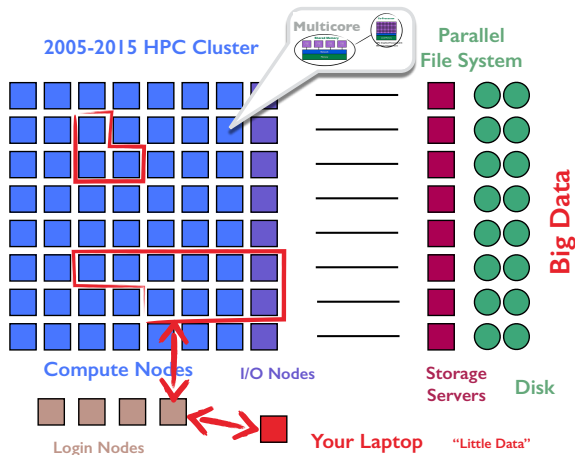 2005-2015 HPC Cluster
Multicore
Parallel
File System
Big Data
Compute Nodes
I/O Nodes
Storage
Servers
Disk
Login Nodes
Your Laptop
“Little Data”